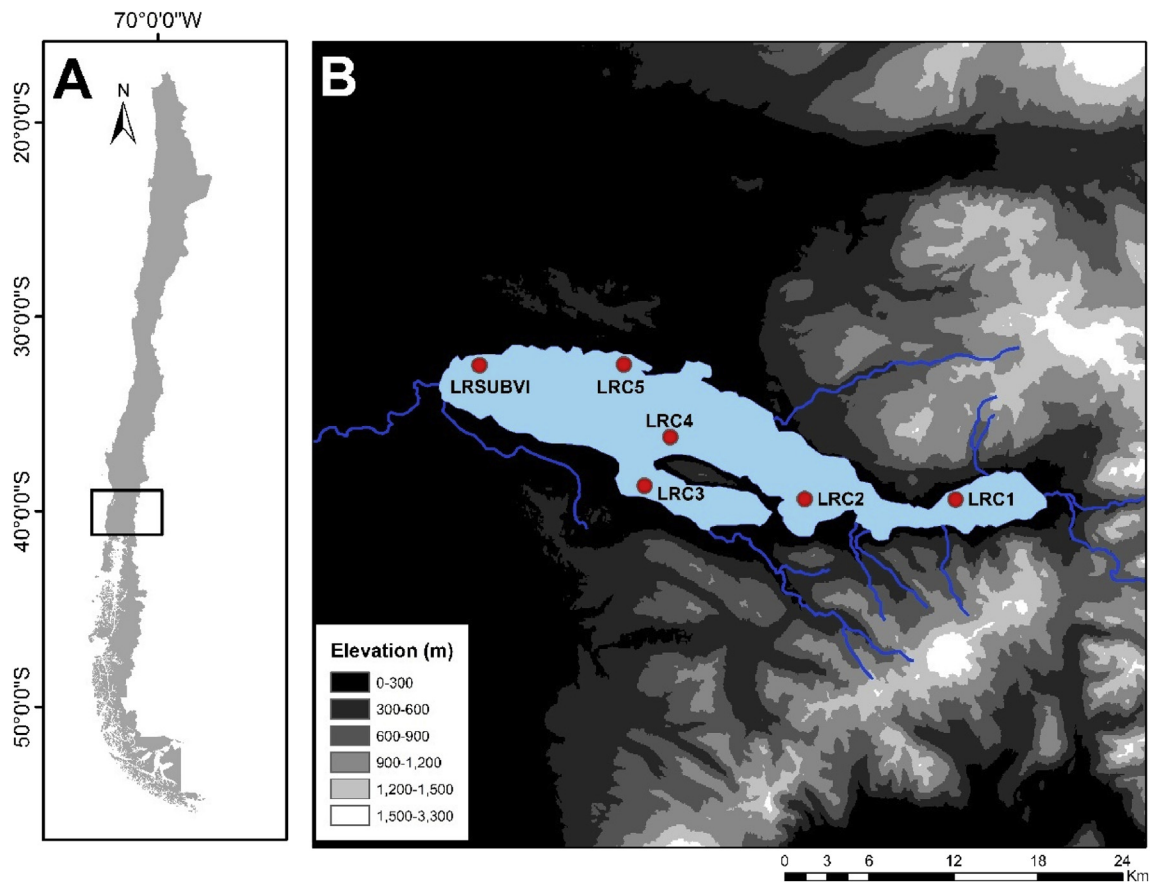 70°0'0"W
A
N
20°0'0"S
30°0'0"S
40°0'0"S
50°0'0"S
B
LRSUBVI
LRC5
LRC4
LRC3
LRC2
LRC1
Elevation (m)
0-300
300-600
600-900
900-1,200
1,200-1,500
1,500-3,300
0 3 6 12 18 24
Km